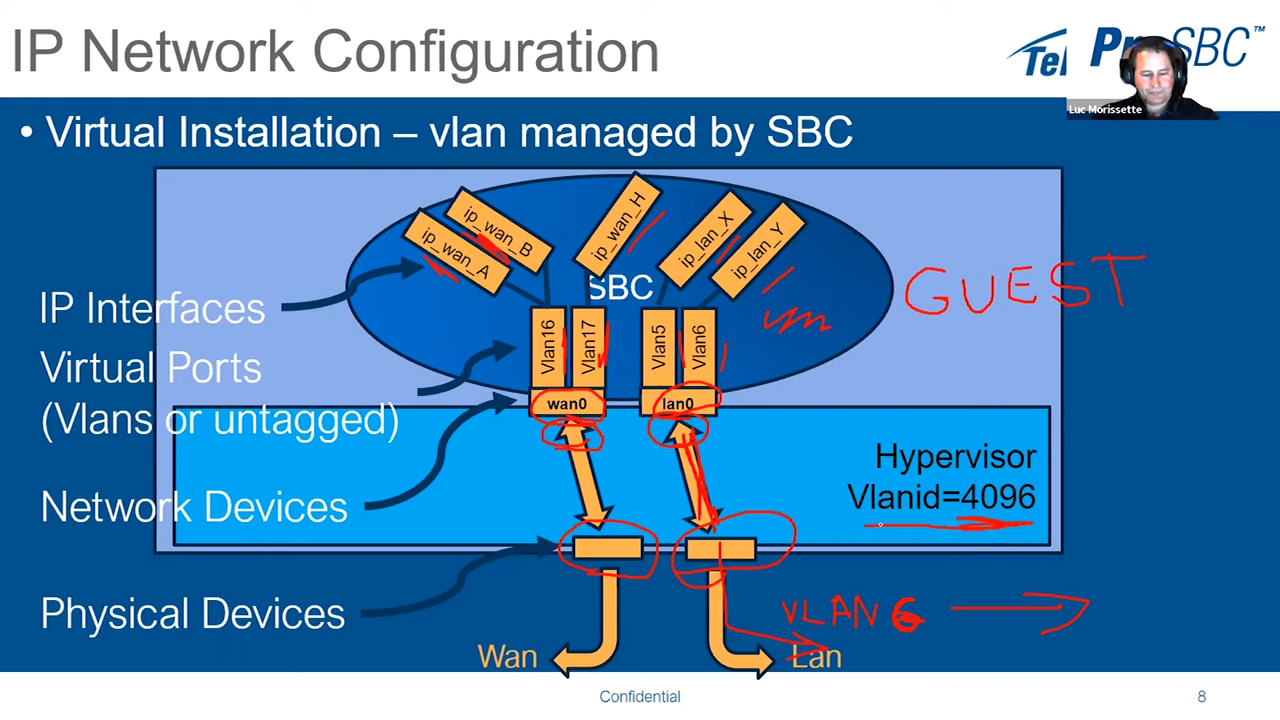 IP Network Configuration
ProSBC™
Luc Morissette
• Virtual Installation – vlan managed by SBC
ip_wan_A
ip_wan_B
ip_wan_H
ip_lan_X
ip_lan_Y
SBC
GUEST
IP Interfaces
Vlan16
Vlan17
Vlan5
Vlan6
Virtual Ports
(Vlans or untagged)
wan0
lan0
Hypervisor
Vlanid=4096
Network Devices
Physical Devices
VLAN 6
Wan
Lan
Confidential
8